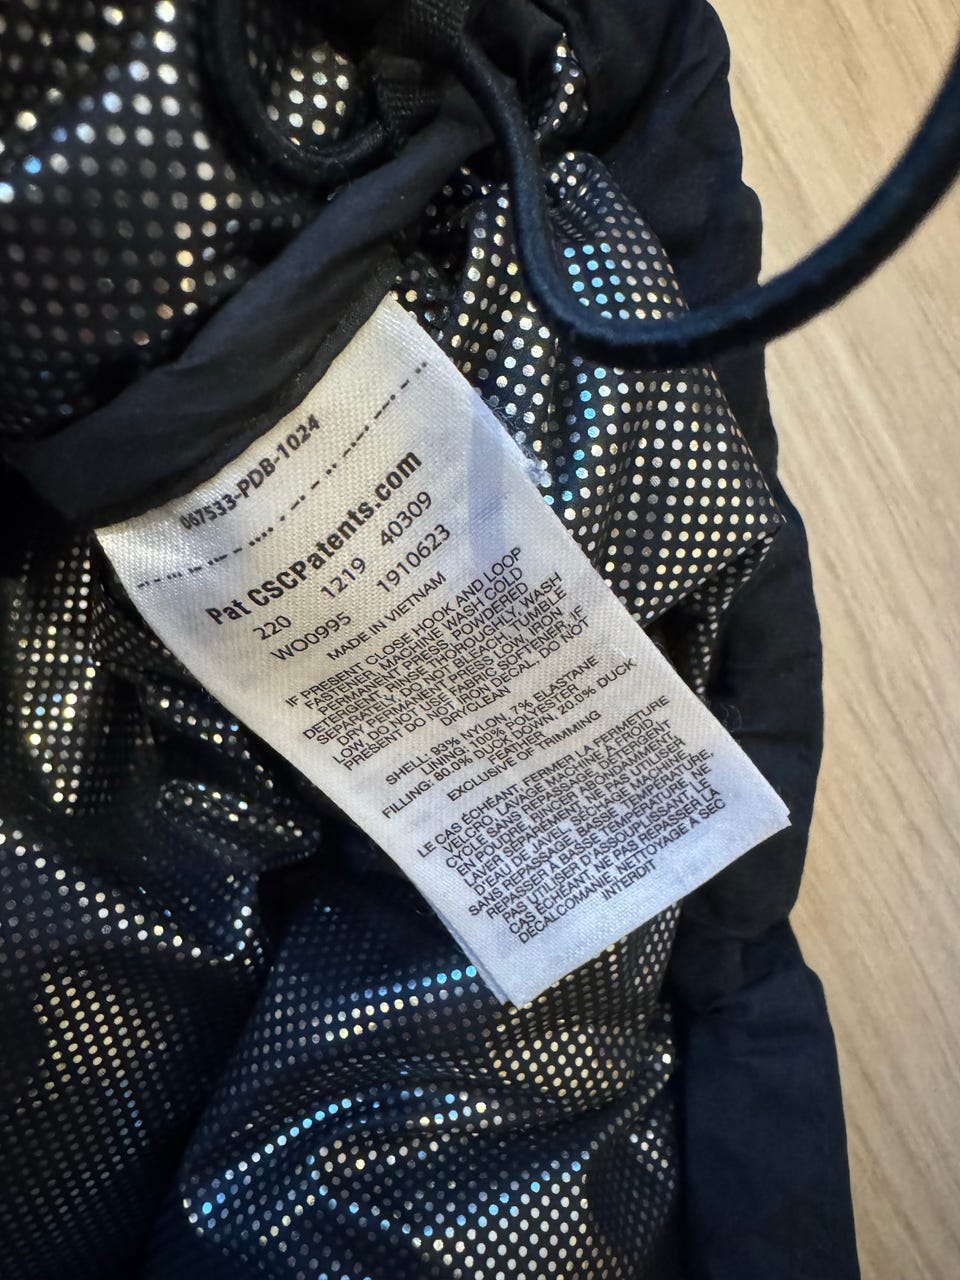 067533-PDB-1024
Pat CSCPatents.com
220 1219 40309
WO0995 1910623
MADE IN VIETNAM
IF PRESENT CLOSE HOOK AND LOOP
FASTENER, MACHINE WASH COLD
PERMANENT PRESS, POWDERED
DETERGENT, RINSE THOROUGHLY, WASH
SEPARATELY, DO NOT BLEACH, TUMBLE
DRY PERMANENT PRESS LOW, IRON
LOW, DO NOT USE FABRIC SOFTENER, IF
PRESENT DO NOT IRON DECAL, DO NOT
DRYCLEAN
SHELL: 93% NYLON, 7% ELASTANE
LINING: 100% POLYESTER
FILLING: 80.0% DUCK DOWN, 20.0% DUCK
FEATHER,
EXCLUSIVE OF TRIMMING
LE CAS ÉCHÉANT, FERMER LA FERMETURE
VELCRO, LAVAGE MACHINE À FROID
CYCLE SANS REPASSAGE, DÉTERGENT
EN POUDRE, RINCER ABONDAMMENT,
LAVER SÉPARÉMENT, NE PAS UTILISER
D'EAU DE JAVEL, SÉCHAGE MACHINE
SANS REPASSAGE, BASSE TEMPÉRATURE,
REPASSER À BASSE TEMPÉRATURE, NE
PAS UTILISER D'ASSOUPLISSANT, LE
CAS ÉCHÉANT, NE PAS REPASSER LA
DÉCALCOMANIE, NETTOYAGE A SEC
INTERDIT